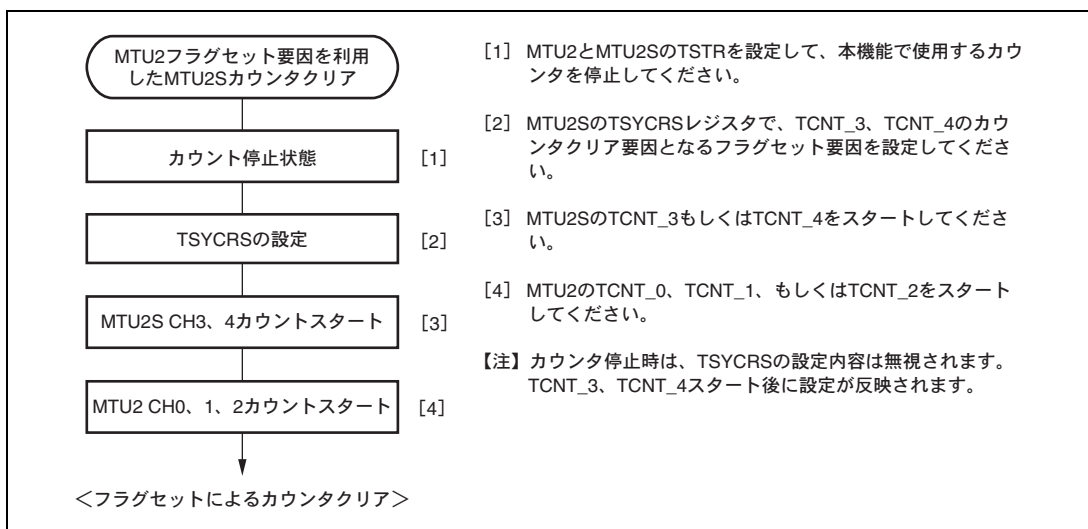 MTU2フラグセット要因を利用
したMTU2Sカウンタクリア
カウント停止状態 [1]
TSYCRSの設定 [2]
MTU2S CH3、4カウントスタート [3]
MTU2 CH0、1、2カウントスタート [4]
＜フラグセットによるカウンタクリア＞
[1] MTU2とMTU2SのTSTRを設定して、本機能で使用するカウ
ンタを停止してください。
[2] MTU2SのTSYCRSレジスタで、TCNT_3、TCNT_4のカウ
ンタクリア要因となるフラグセット要因を設定してくださ
い。
[3] MTU2SのTCNT_3もしくはTCNT_4をスタートしてくださ
い。
[4] MTU2のTCNT_0、TCNT_1、もしくはTCNT_2をスタート
してください。
【注】カウンタ停止時は、TSYCRSの設定内容は無視されます。
TCNT_3、TCNT_4スタート後に設定が反映されます。